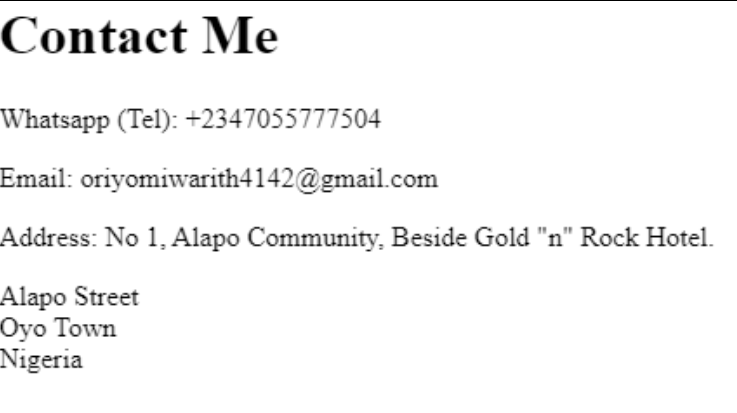 Contact Me
Whatsapp (Tel): +2347055777504
Email: oriyomiwarith4142@gmail.com
Address: No 1, Alapo Community, Beside Gold "n" Rock Hotel.
Alapo Street
Oyo Town
Nigeria